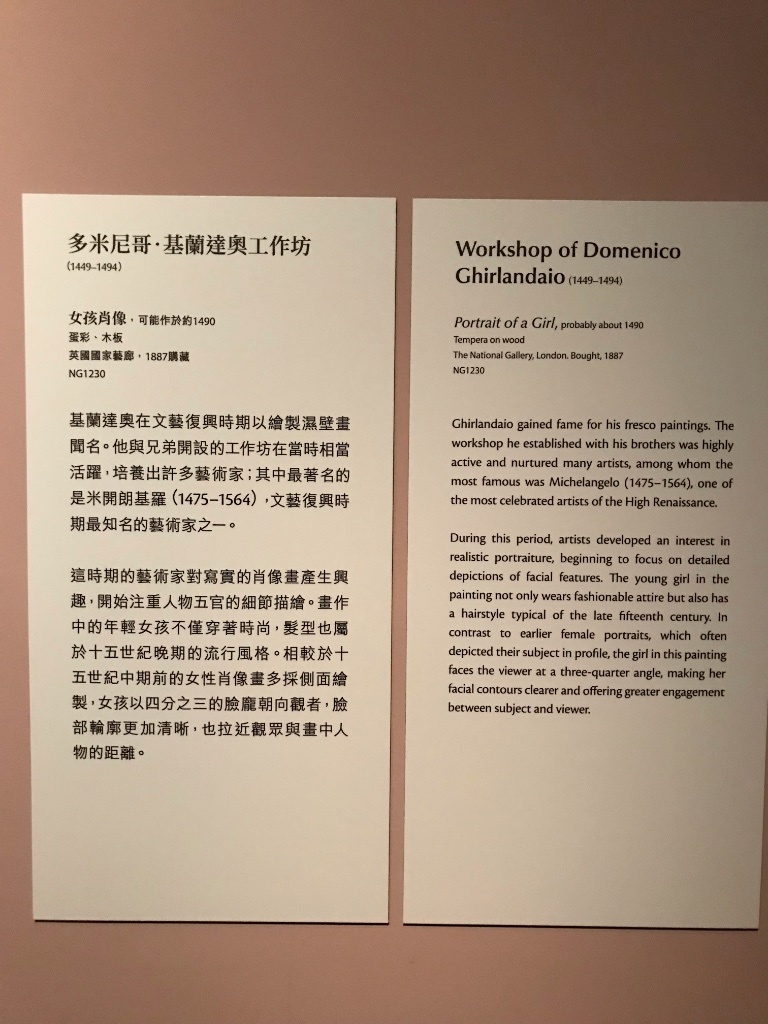 多米尼哥·基蘭達奧工作坊
(1449–1494)
女孩肖像，可能作於約1490
蛋彩、木板
英國國家藝廊，1887購藏
NG1230
基蘭達奧在文藝復興時期以繪製濕壁畫
聞名。他與兄弟開設的工作坊在當時相當
活躍，培養出許多藝術家；其中最著名的
是米開朗基羅（1475–1564），文藝復興時
期最知名的藝術家之一。
這時期的藝術家對寫實的肖像畫產生興
趣，開始注重人物五官的細節描繪。畫作
中的年輕女孩不僅穿著時尚，髮型也屬
於十五世紀晚期的流行風格。相較於十
五世紀中期前的女性肖像畫多採側面繪
製，女孩以四分之三的臉龐朝向觀者，臉
部輪廓更加清晰，也拉近觀眾與畫中人
物的距離。
Workshop of Domenico
Ghirlandaio (1449–1494)
Portrait of a Girl, probably about 1490
Tempera on wood
The National Gallery, London. Bought, 1887
NG1230
Ghirlandaio gained fame for his fresco paintings. The
workshop he established with his brothers was highly
active and nurtured many artists, among whom the
most famous was Michelangelo (1475–1564), one of
the most celebrated artists of the High Renaissance.
During this period, artists developed an interest in
realistic portraiture, beginning to focus on detailed
depictions of facial features. The young girl in the
painting not only wears fashionable attire but also has
a hairstyle typical of the late fifteenth century. In
contrast to earlier female portraits, which often
depicted their subject in profile, the girl in this painting
faces the viewer at a three-quarter angle, making her
facial contours clearer and offering greater engagement
between subject and viewer.